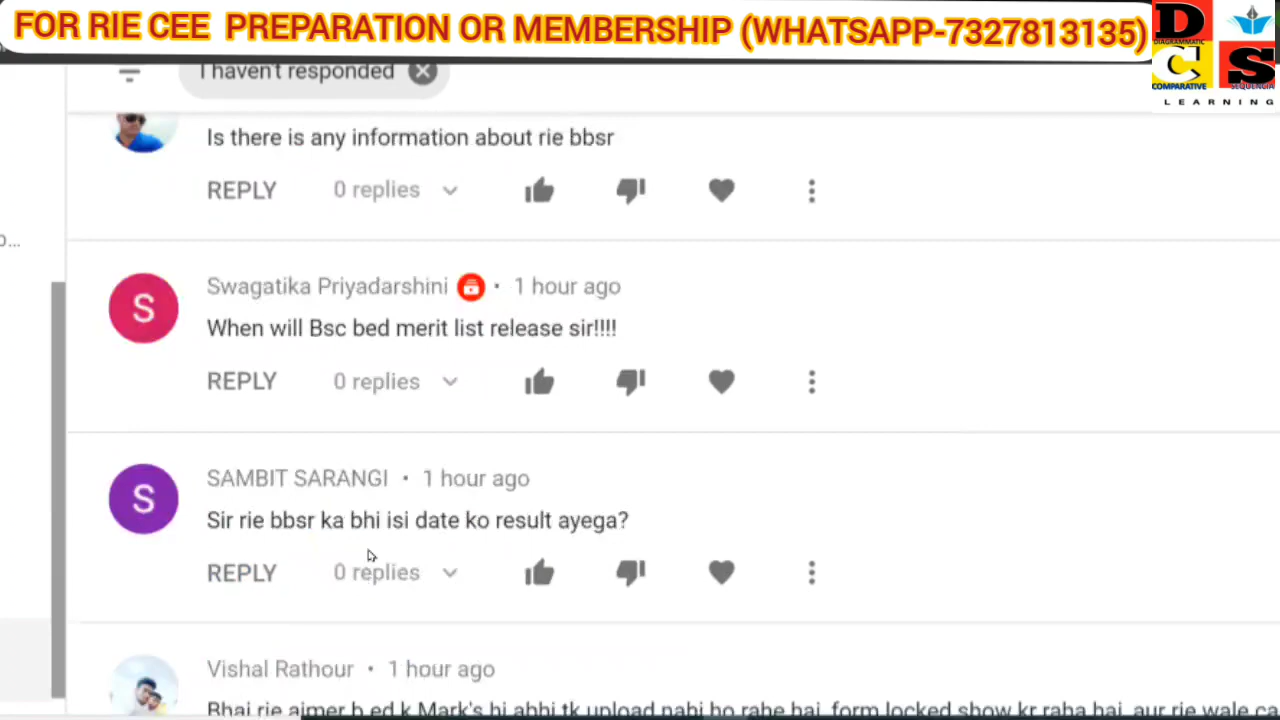 FOR RIE CEE PREPARATION OR MEMBERSHIP (WHATSAPP-7327813135)
D
DIAGRAMMATIC
C S
COMPARATIVE SEQUENCIA
LEARNING
I haven't responded
Is there is any information about rie bbsr
REPLY 0 replies
Swagatika Priyadarshini • 1 hour ago
When will Bsc bed merit list release sir!!!!
REPLY 0 replies
S
SAMBIT SARANGI • 1 hour ago
S
Sir rie bbsr ka bhi isi date ko result ayega?
REPLY 0 replies
Vishal Rathour • 1 hour ago
Bhai rie ajmer b ed k Mark's hi abhi tk upload nahi ho rahe hai form locked show kr raha hai aur rie wale ca